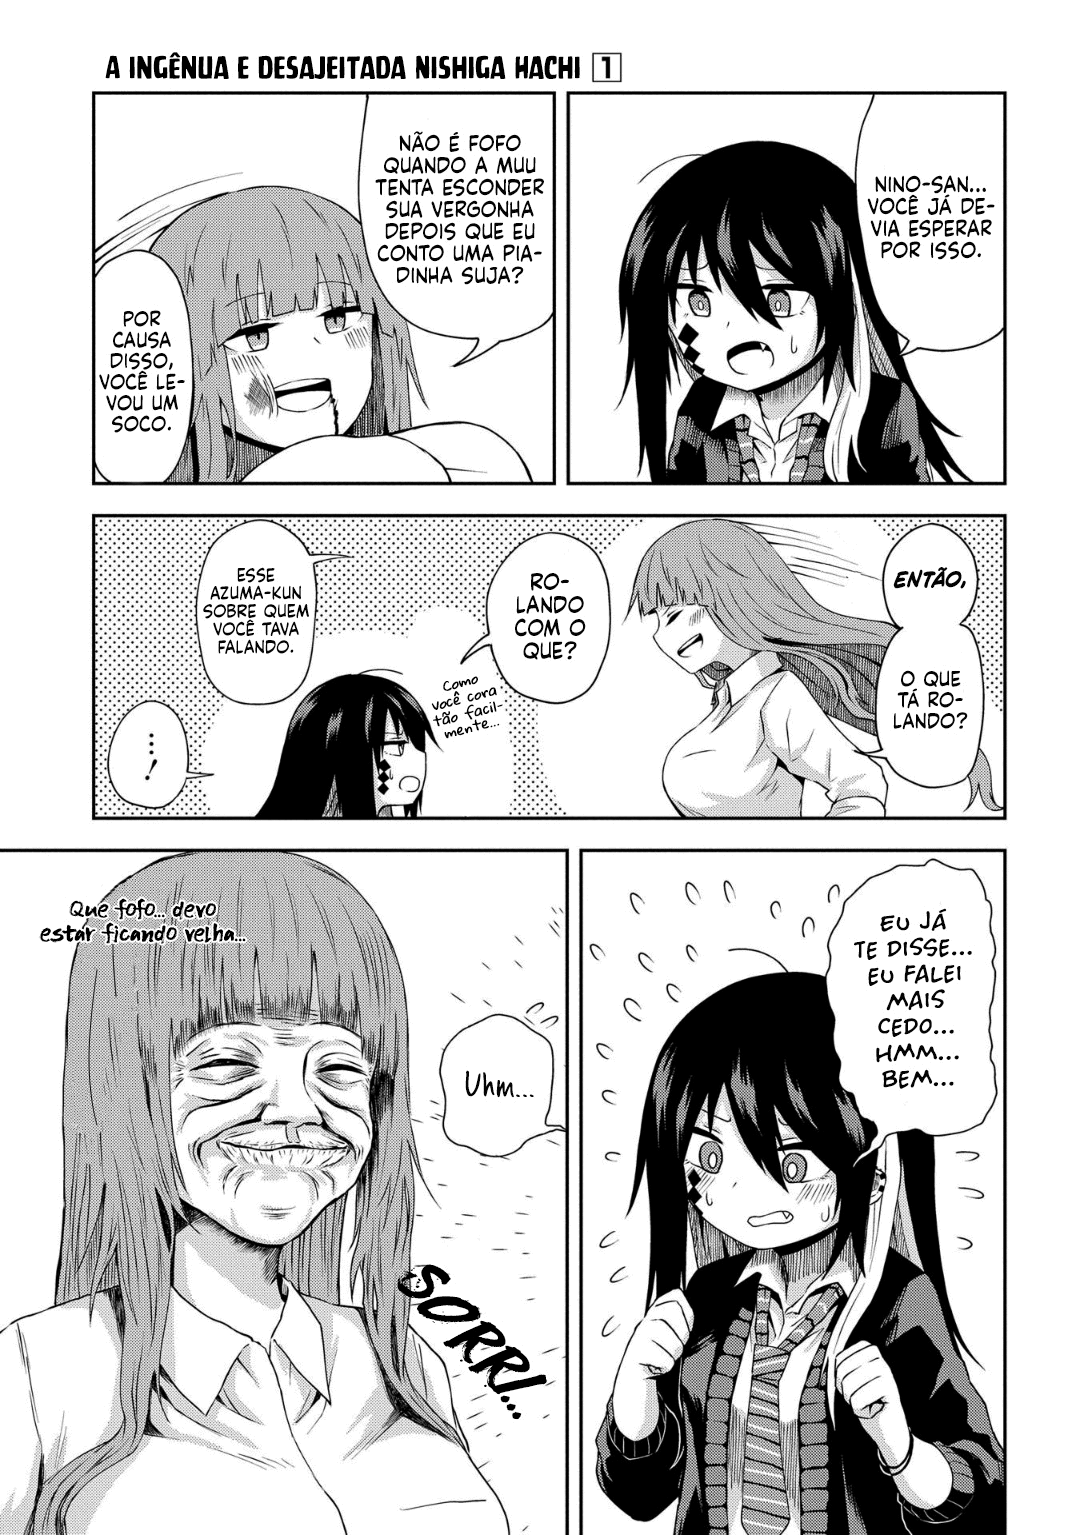 A INGÊNUA E DESAJEITADA NISHIGA HACHI 1
NINO-SAN...
VOCÊ JÁ DE-
VIA ESPERAR
POR ISSO.
NÃO É FOFO
QUANDO A MUU
TENTA ESCONDER
SUA VERGONHA
DEPOIS QUE EU
CONTO UMA PIA-
DINHA SUJA?
POR
CAUSA
DISSO,
VOCÊ LE-
VOU UM
SOCO.
ENTÃO,
O QUE
TÁ RO-
LANDO?
RO-
LANDO
COM O
QUE?
Como
você cora
tão facil-
mente...
ESSE
AZUMA-KUN
SOBRE QUEM
VOCÊ TAVA
FALANDO.
...!
EU JÁ
TE DISSE...
EU FALEI
MAIS
CEDO...
HMM...
BEM...
Uhm...
Que fofo... devo
estar ficando velha...
SORRI...